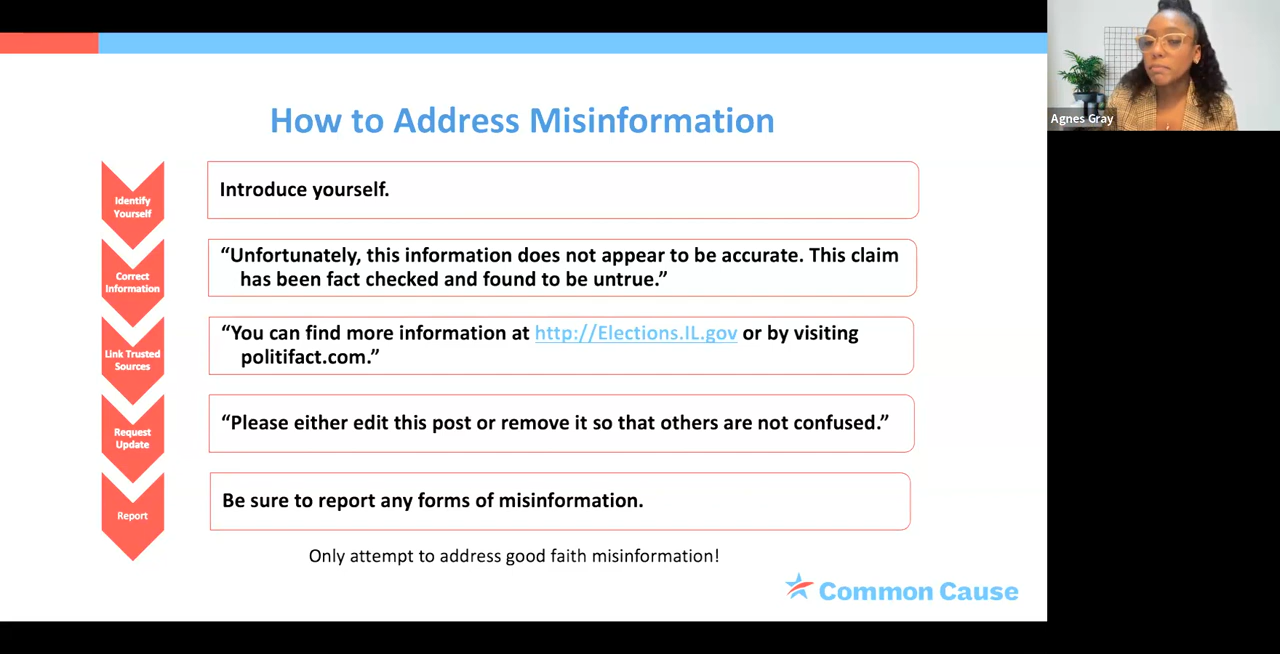 How to Address Misinformation
Identify
Yourself
Introduce yourself.
Correct
Information
“Unfortunately, this information does not appear to be accurate. This claim
has been fact checked and found to be untrue.”
Link Trusted
Sources
“You can find more information at http://Elections.IL.gov or by visiting
politifact.com.”
Request
Update
“Please either edit this post or remove it so that others are not confused.”
Report
Be sure to report any forms of misinformation.
Only attempt to address good faith misinformation!
Common Cause
Agnes Gray